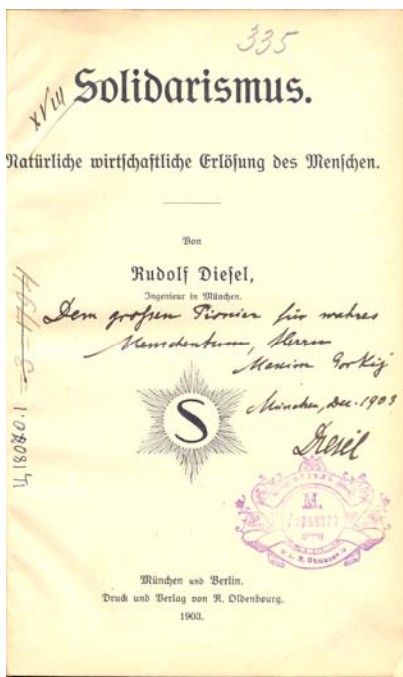 335
XVIII
Solidarismus.
Natürliche wirtschaftliche Erlösung des Menschen.
Von
Rudolf Diesel,
Ingenieur in München.
Dem großen Pionier für wahres
Menschentum, Herrn
Maxim Gorkij
München, Dec. 1903
Diesel
S
M.
München und Berlin.
Druck und Verlag von R. Oldenbourg.
1903.